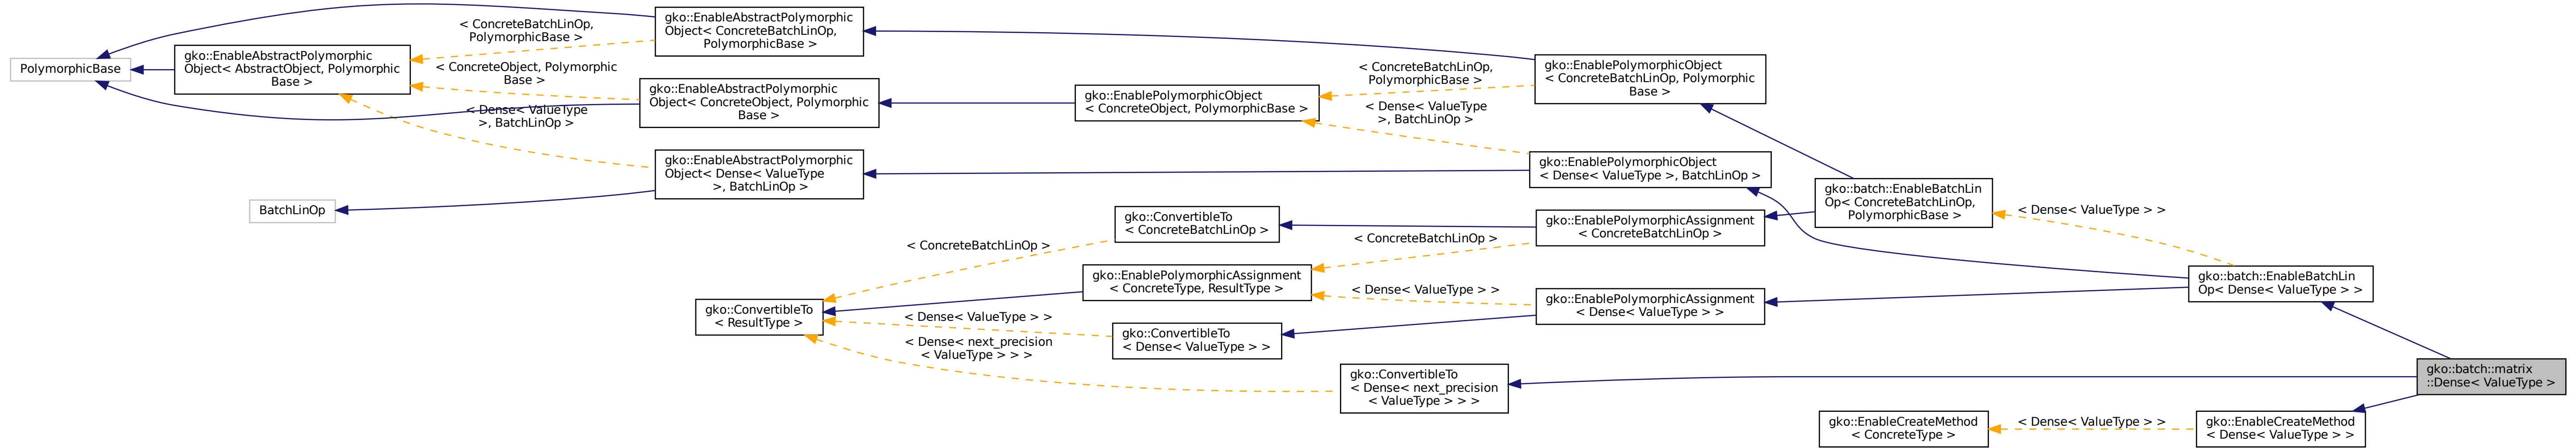 PolymorphicBase
gko::EnableAbstractPolymorphic
Object< AbstractObject, Polymorphic
Base >
< ConcreteBatchLinOp,
PolymorphicBase >
< ConcreteObject, Polymorphic
Base >
< Dense< ValueType
>, BatchLinOp >
BatchLinOp
gko::EnableAbstractPolymorphic
Object< ConcreteBatchLinOp,
PolymorphicBase >
gko::EnableAbstractPolymorphic
Object< ConcreteObject, Polymorphic
Base >
gko::EnableAbstractPolymorphic
Object< Dense< ValueType
>, BatchLinOp >
gko::ConvertibleTo
< ResultType >
< ConcreteBatchLinOp >
< Dense< ValueType > >
< Dense< next_precision
< ValueType > > >
gko::EnablePolymorphicObject
< ConcreteObject, PolymorphicBase >
gko::ConvertibleTo
< ConcreteBatchLinOp >
gko::EnablePolymorphicAssignment
< ConcreteType, ResultType >
gko::ConvertibleTo
< Dense< ValueType > >
gko::ConvertibleTo
< Dense< next_precision
< ValueType > > >
< ConcreteBatchLinOp,
PolymorphicBase >
< Dense< ValueType
>, BatchLinOp >
< ConcreteBatchLinOp >
< Dense< ValueType > >
gko::EnablePolymorphicObject
< ConcreteBatchLinOp, Polymorphic
Base >
gko::EnablePolymorphicObject
< Dense< ValueType >, BatchLinOp >
gko::EnablePolymorphicAssignment
< ConcreteBatchLinOp >
gko::EnablePolymorphicAssignment
< Dense< ValueType > >
gko::batch::EnableBatchLin
Op< ConcreteBatchLinOp,
PolymorphicBase >
gko::EnableCreateMethod
< ConcreteType >
< Dense< ValueType > >
< Dense< ValueType > >
gko::batch::EnableBatchLin
Op< Dense< ValueType > >
gko::EnableCreateMethod
< Dense< ValueType > >
gko::batch::matrix
::Dense< ValueType >